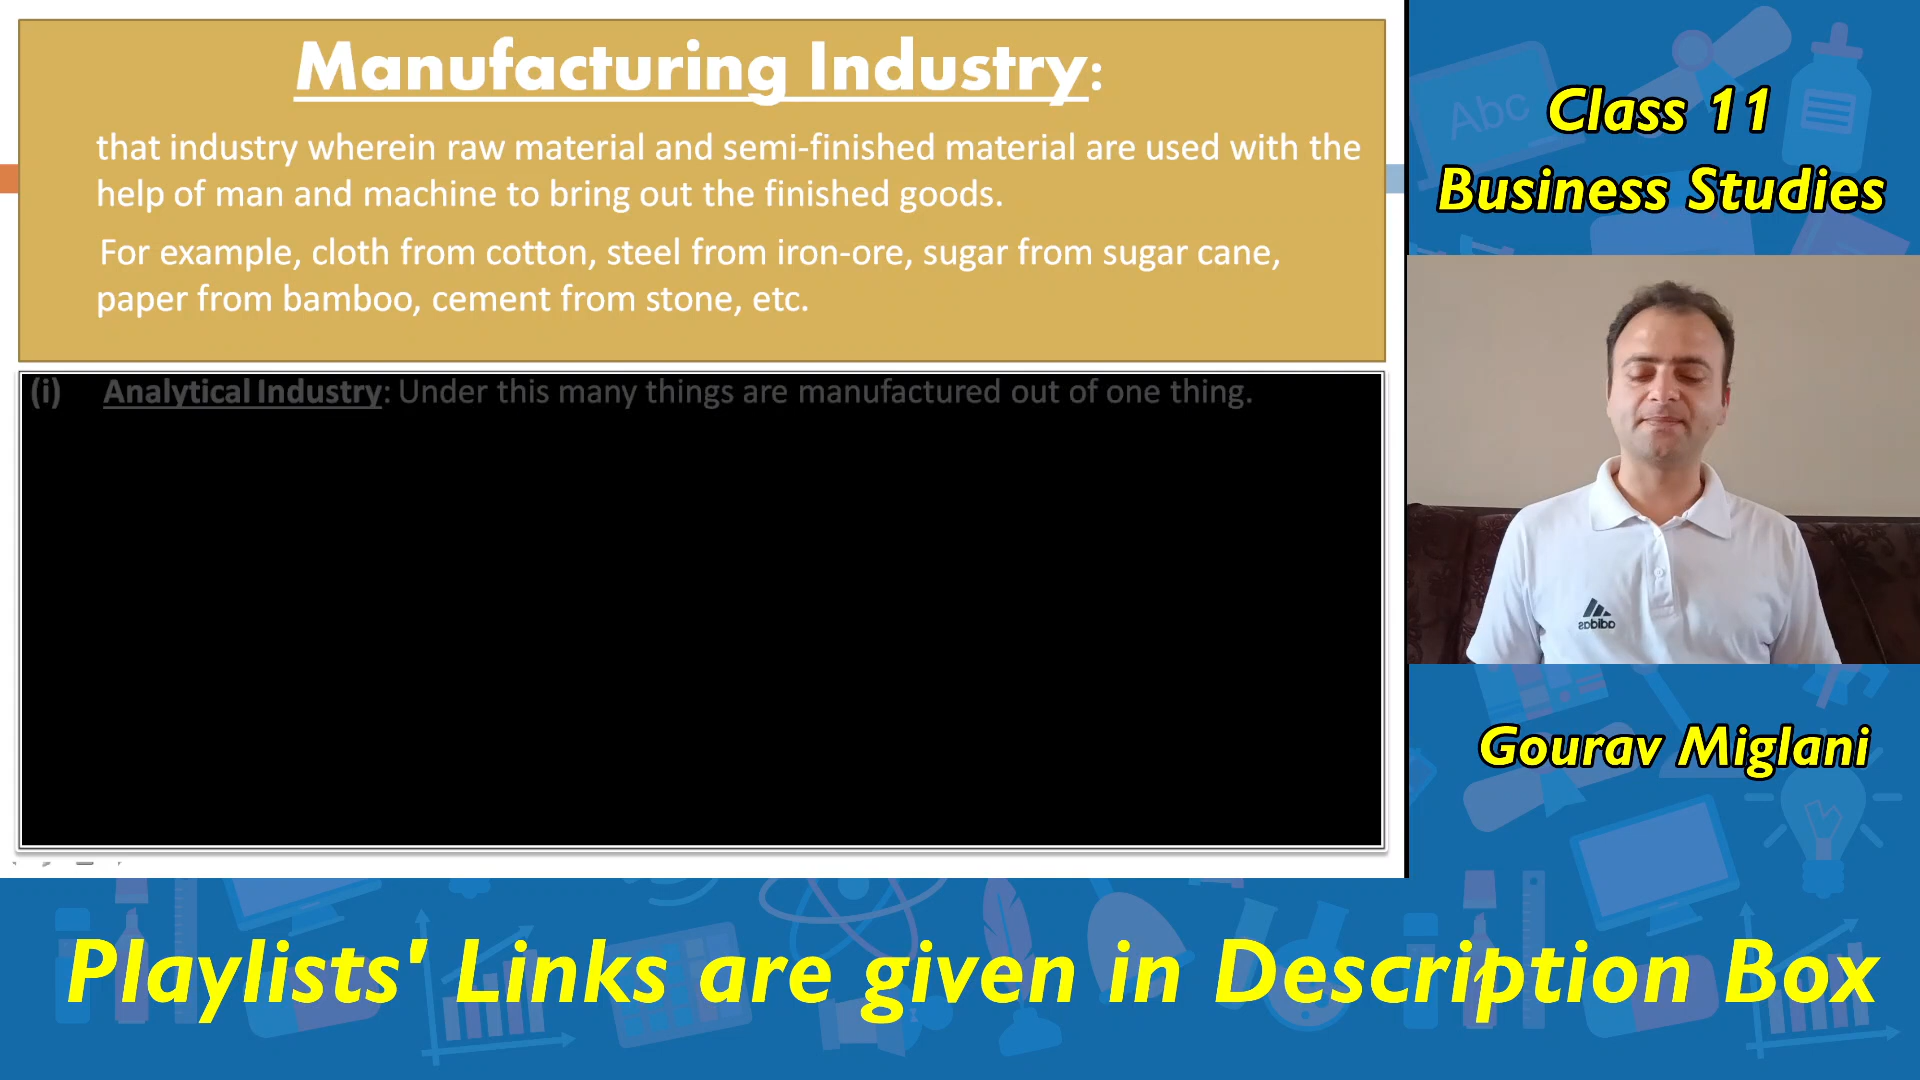 Manufacturing Industry:
that industry wherein raw material and semi-finished material are used with the
help of man and machine to bring out the finished goods.
For example, cloth from cotton, steel from iron-ore, sugar from sugar cane,
paper from bamboo, cement from stone, etc.
(i) Analytical Industry: Under this many things are manufactured out of one thing.
Abc
Class 11
Business Studies
adidas
Gourav Miglani
Playlists' Links are given in Description Box